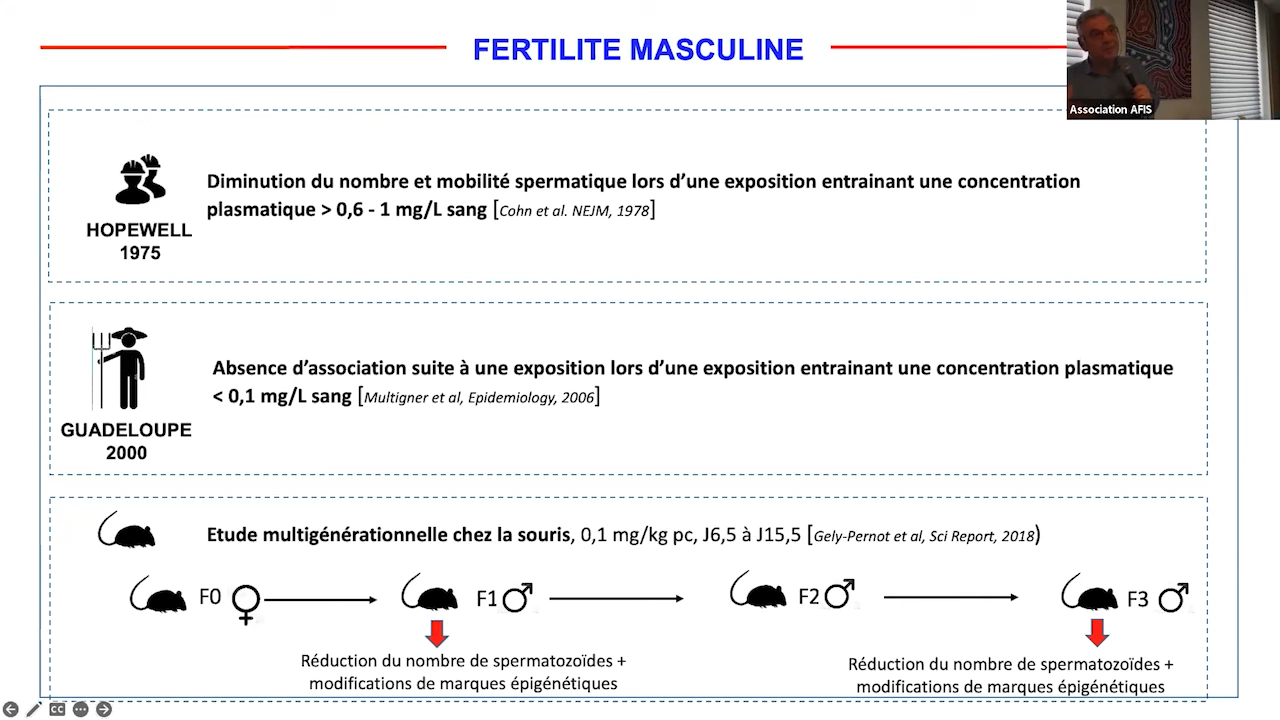 FERTILITE MASCULINE
Association AFIS
Diminution du nombre et mobilité spermatique lors d’une exposition entrainant une concentration
plasmatique > 0,6 - 1 mg/L sang [Cohn et al. NEJM, 1978]
HOPEWELL
1975
Absence d’association suite à une exposition lors d’une exposition entrainant une concentration plasmatique
< 0,1 mg/L sang [Multigner et al, Epidemiology, 2006]
GUADELOUPE
2000
Etude multigénérationnelle chez la souris, 0,1 mg/kg pc, J6,5 à J15,5 [Gely-Pernot et al, Sci Report, 2018)
F0 F1 F2 F3
Réduction du nombre de spermatozoïdes +
modifications de marques épigénétiques
Réduction du nombre de spermatozoïdes +
modifications de marques épigénétiques
CC